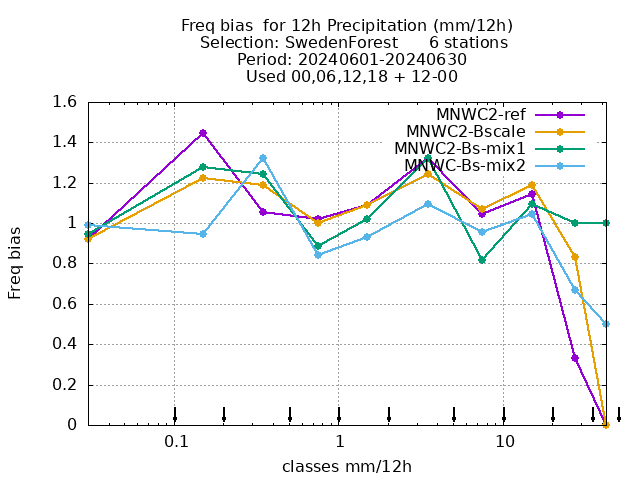 Freq bias  for 12h Precipitation (mm/12h)
Selection: SwedenForest      6 stations
Period: 20240601-20240630
Used 00,06,12,18 + 12-00
MNWC2-ref
MNWC2-Bscale
MNWC2-Bs-mix1
MNWC-Bs-mix2
Freq bias
1.6
1.4
1.2
1
0.8
0.6
0.4
0.2
0
0.1 1 10
classes mm/12h